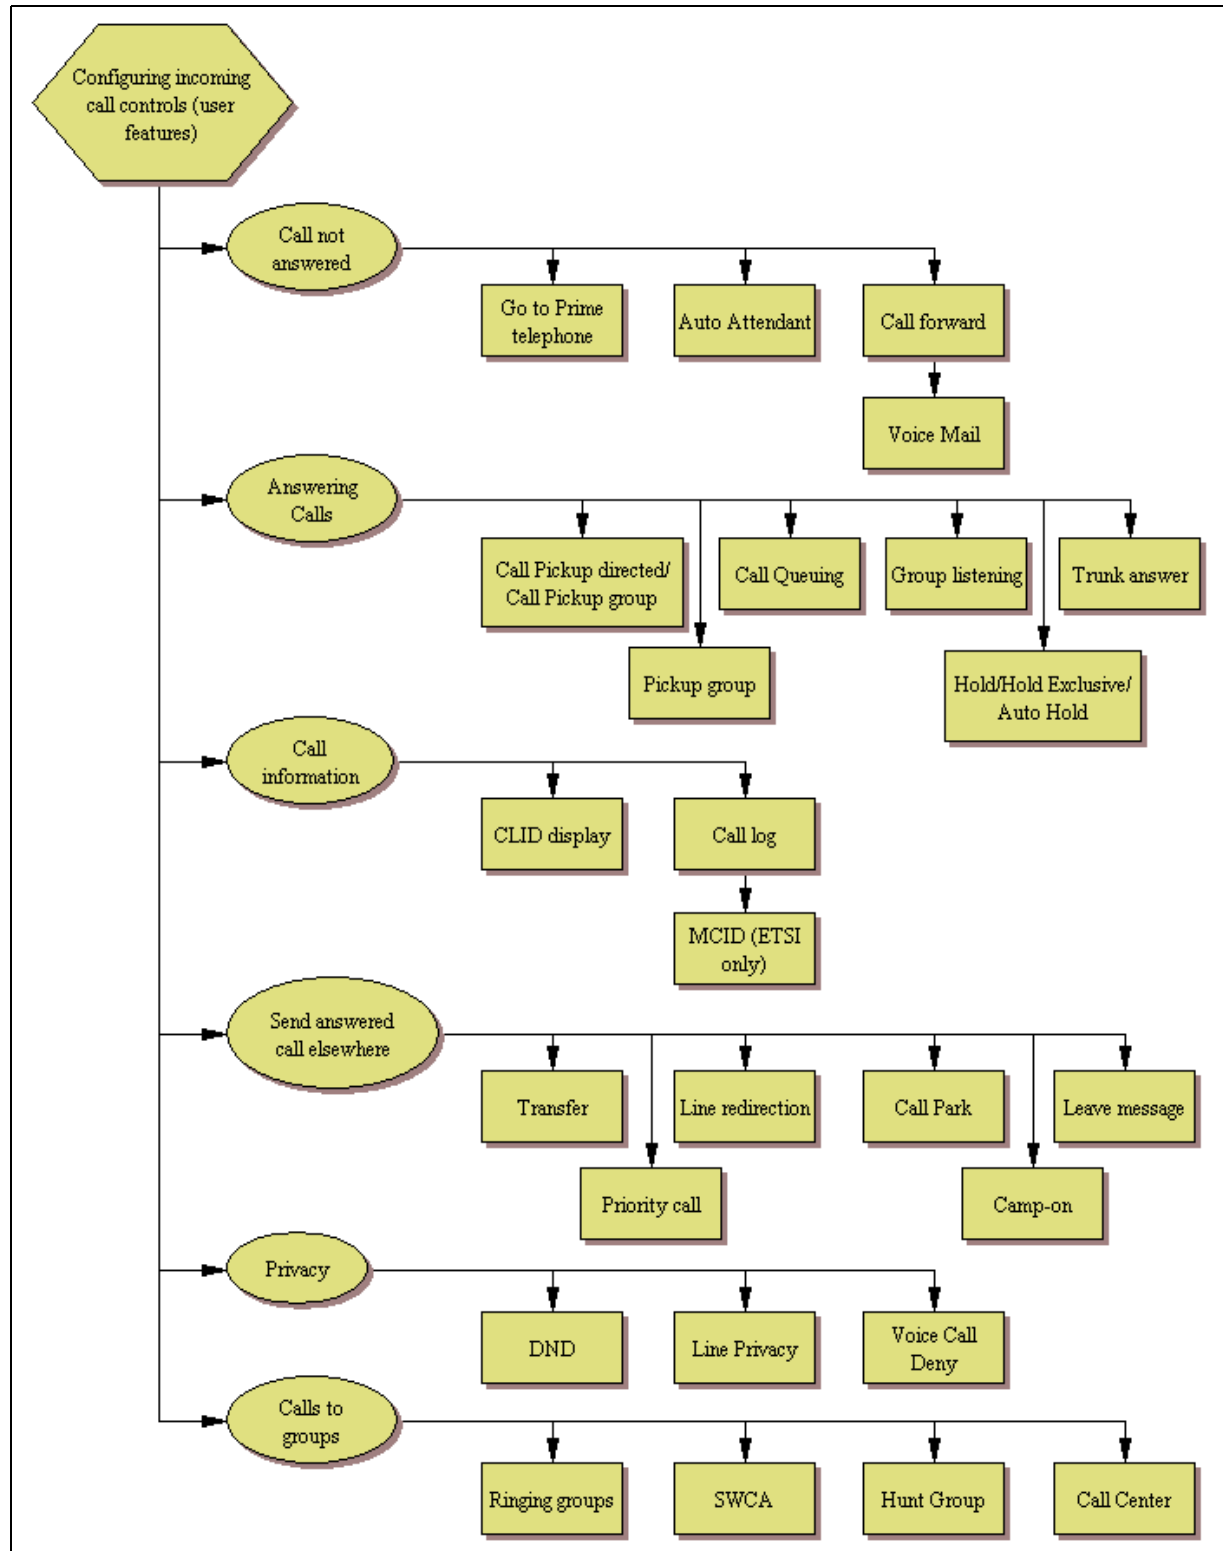 Configuring incoming
call controls (user
features)
Call not
answered
Go to Prime
telephone
Auto Attendant
Call forward
Voice Mail
Answering
Calls
Call Pickup directed/
Call Pickup group
Call Queuing
Group listening
Trunk answer
Pickup group
Hold/Hold Exclusive/
Auto Hold
Call
information
CLID display
Call log
MCID (ETSI
only)
Send answered
call elsewhere
Transfer
Line redirection
Call Park
Leave message
Priority call
Camp-on
Privacy
DND
Line Privacy
Voice Call
Deny
Calls to
groups
Ringing groups
SWCA
Hunt Group
Call Center